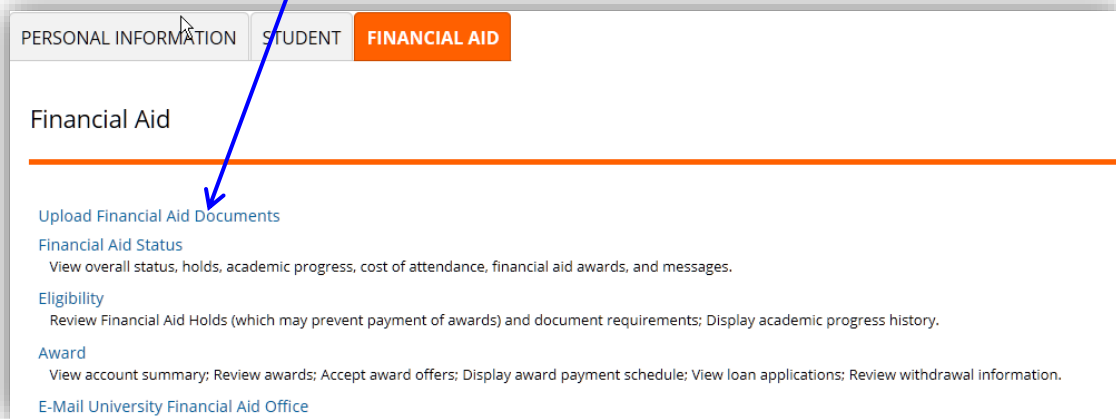 PERSONAL INFORMATION STUDENT FINANCIAL AID
Financial Aid
Upload Financial Aid Documents
Financial Aid Status
View overall status, holds, academic progress, cost of attendance, financial aid awards, and messages.
Eligibility
Review Financial Aid Holds (which may prevent payment of awards) and document requirements; Display academic progress history.
Award
View account summary; Review awards; Accept award offers; Display award payment schedule; View loan applications; Review withdrawal information.
E-Mail University Financial Aid Office